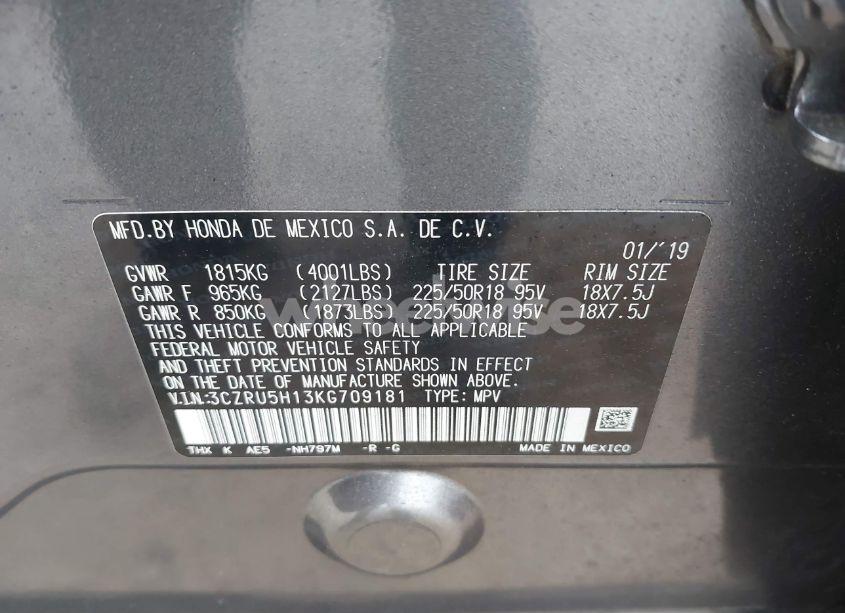 MFD.BY HONDA DE MEXICO S.A. DE C.V.
01/'19
GVWR 1815KG (4001LBS) TIRE SIZE RIM SIZE
GAWR F 965KG (2127LBS) 225/50R18 95V 18X7.5J
GAWR R 850KG (1873LBS) 225/50R18 95V 18X7.5J
THIS VEHICLE CONFORMS TO ALL APPLICABLE
FEDERAL MOTOR VEHICLE SAFETY
AND THEFT PREVENTION STANDARDS IN EFFECT
ON THE DATE OF MANUFACTURE SHOWN ABOVE.
V.I.N.:3CZRU5H13KG709181 TYPE: MPV
THX K AE5 -NH797M -R -G MADE IN MEXICO